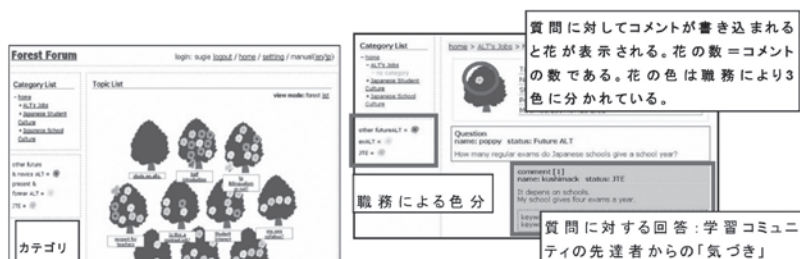 Forest Forum
login: sugie logout / home / setting / manual(en/jp)
Category List
- home
+ ALT's Jobs
+ Japanese Student
Culture
+ Japanese School
Culture
other future
& novice ALT =
present &
former ALT =
JTE =
カテゴリ
Topic List
view mode: forest list
Category List
- home
- ALT's Jobs
+ Japanese Student
Culture
+ Japanese School
Culture
other futureALT =
exALT =
JTE =
職務による色分
home > ALT's Jobs >
Question
name: poppy status: Future ALT
How many regular exams do Japanese schools give a school year?
comment [1]
name: kushimack status: JTE
It depends on schools.
My school gives four exams a year.
質問に対してコメントが書き込まれる
と花が表示される。花の数＝コメント
の数である。花の色は職務により3
色に分かれている。
質問に対する回答：学習コミュニ
ティの先達者からの「気づき」